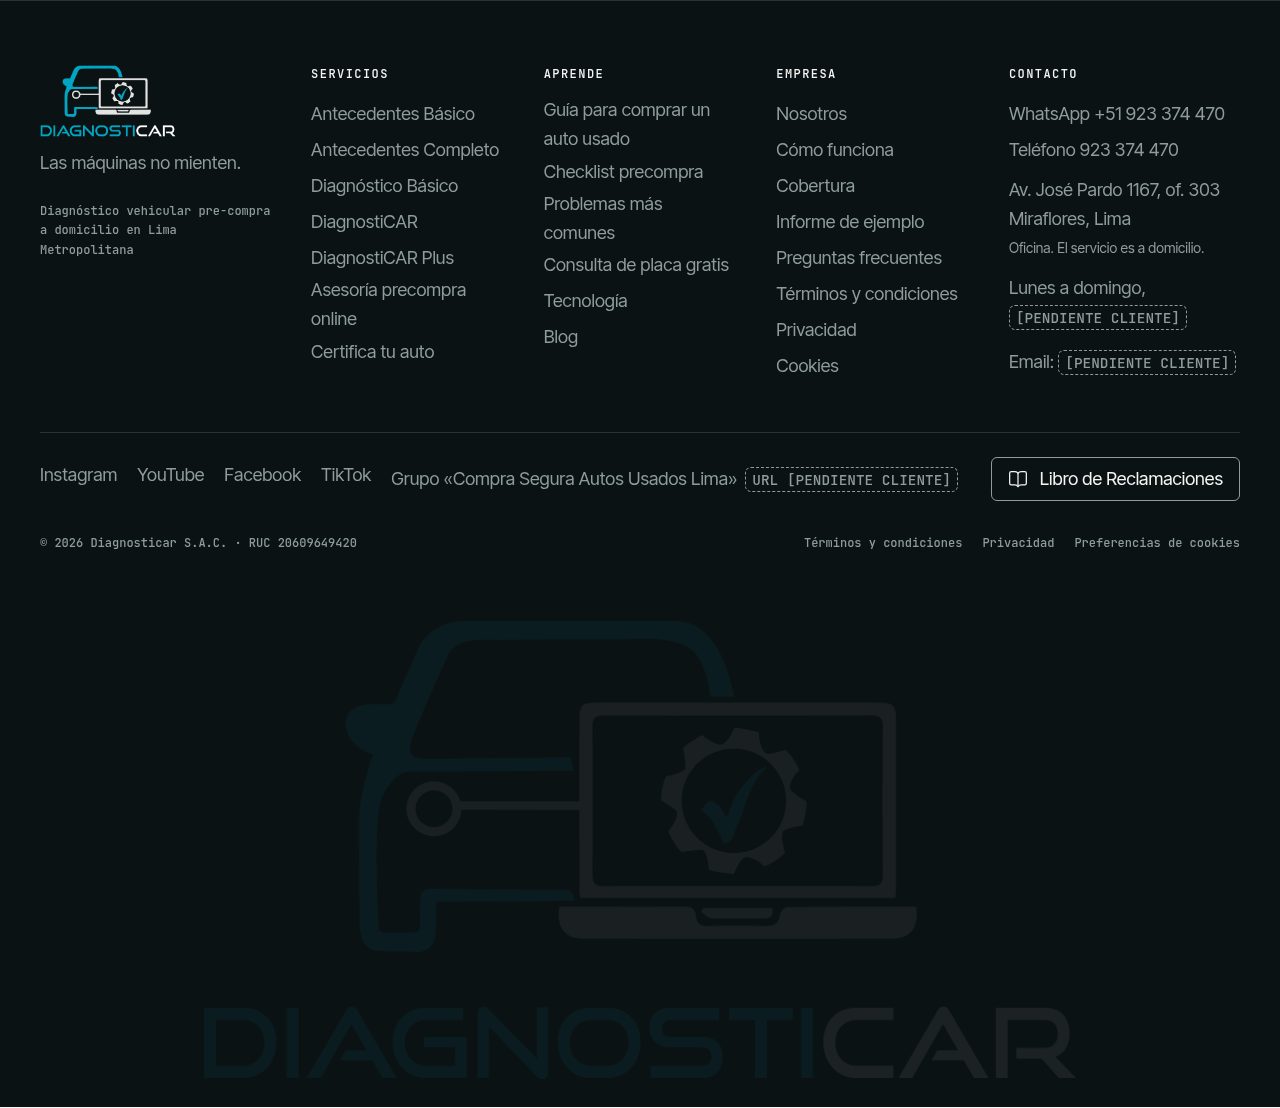 DIAGNOSTICAR
Las máquinas no mienten.
Diagnóstico vehicular pre-compra
a domicilio en Lima
Metropolitana
SERVICIOS
Antecedentes Básico
Antecedentes Completo
Diagnóstico Básico
DiagnostiCAR
DiagnostiCAR Plus
Asesoría precompra
online
Certifica tu auto
APRENDE
Guía para comprar un
auto usado
Checklist precompra
Problemas más
comunes
Consulta de placa gratis
Tecnología
Blog
EMPRESA
Nosotros
Cómo funciona
Cobertura
Informe de ejemplo
Preguntas frecuentes
Términos y condiciones
Privacidad
Cookies
CONTACTO
WhatsApp +51 923 374 470
Teléfono 923 374 470
Av. José Pardo 1167, of. 303
Miraflores, Lima
Oficina. El servicio es a domicilio.
Lunes a domingo,
[PENDIENTE CLIENTE]
Email: [PENDIENTE CLIENTE]
Instagram YouTube Facebook TikTok Grupo «Compra Segura Autos Usados Lima» URL [PENDIENTE CLIENTE] Libro de Reclamaciones
© 2026 Diagnosticar S.A.C. · RUC 20609649420 Términos y condiciones Privacidad Preferencias de cookies
DIAGNOSTICAR